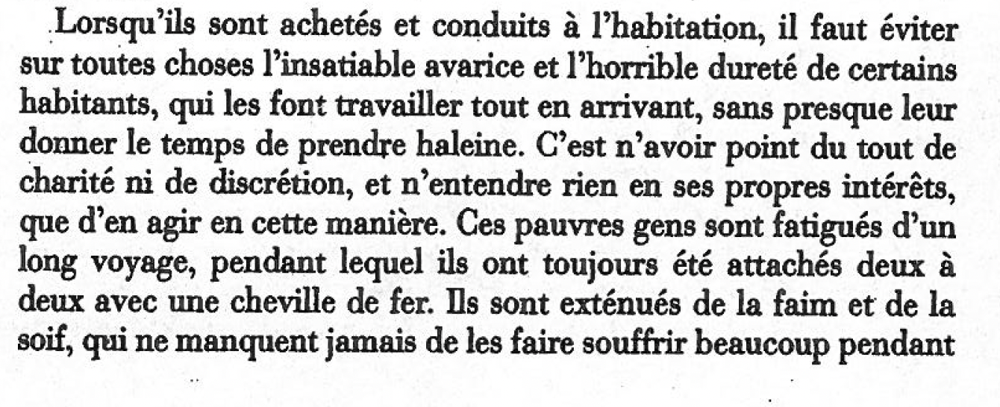 Lorsqu'ils sont achetés et conduits à l'habitation, il faut éviter
sur toutes choses l'insatiable avarice et l'horrible dureté de certains
habitants, qui les font travailler tout en arrivant, sans presque leur
donner le temps de prendre haleine. C'est n'avoir point du tout de
charité ni de discrétion, et n'entendre rien en ses propres intérêts,
que d'en agir en cette manière. Ces pauvres gens sont fatigués d'un
long voyage, pendant lequel ils ont toujours été attachés deux à
deux avec une cheville de fer. Ils sont exténués de la faim et de la
soif, qui ne manquent jamais de les faire souffrir beaucoup pendant